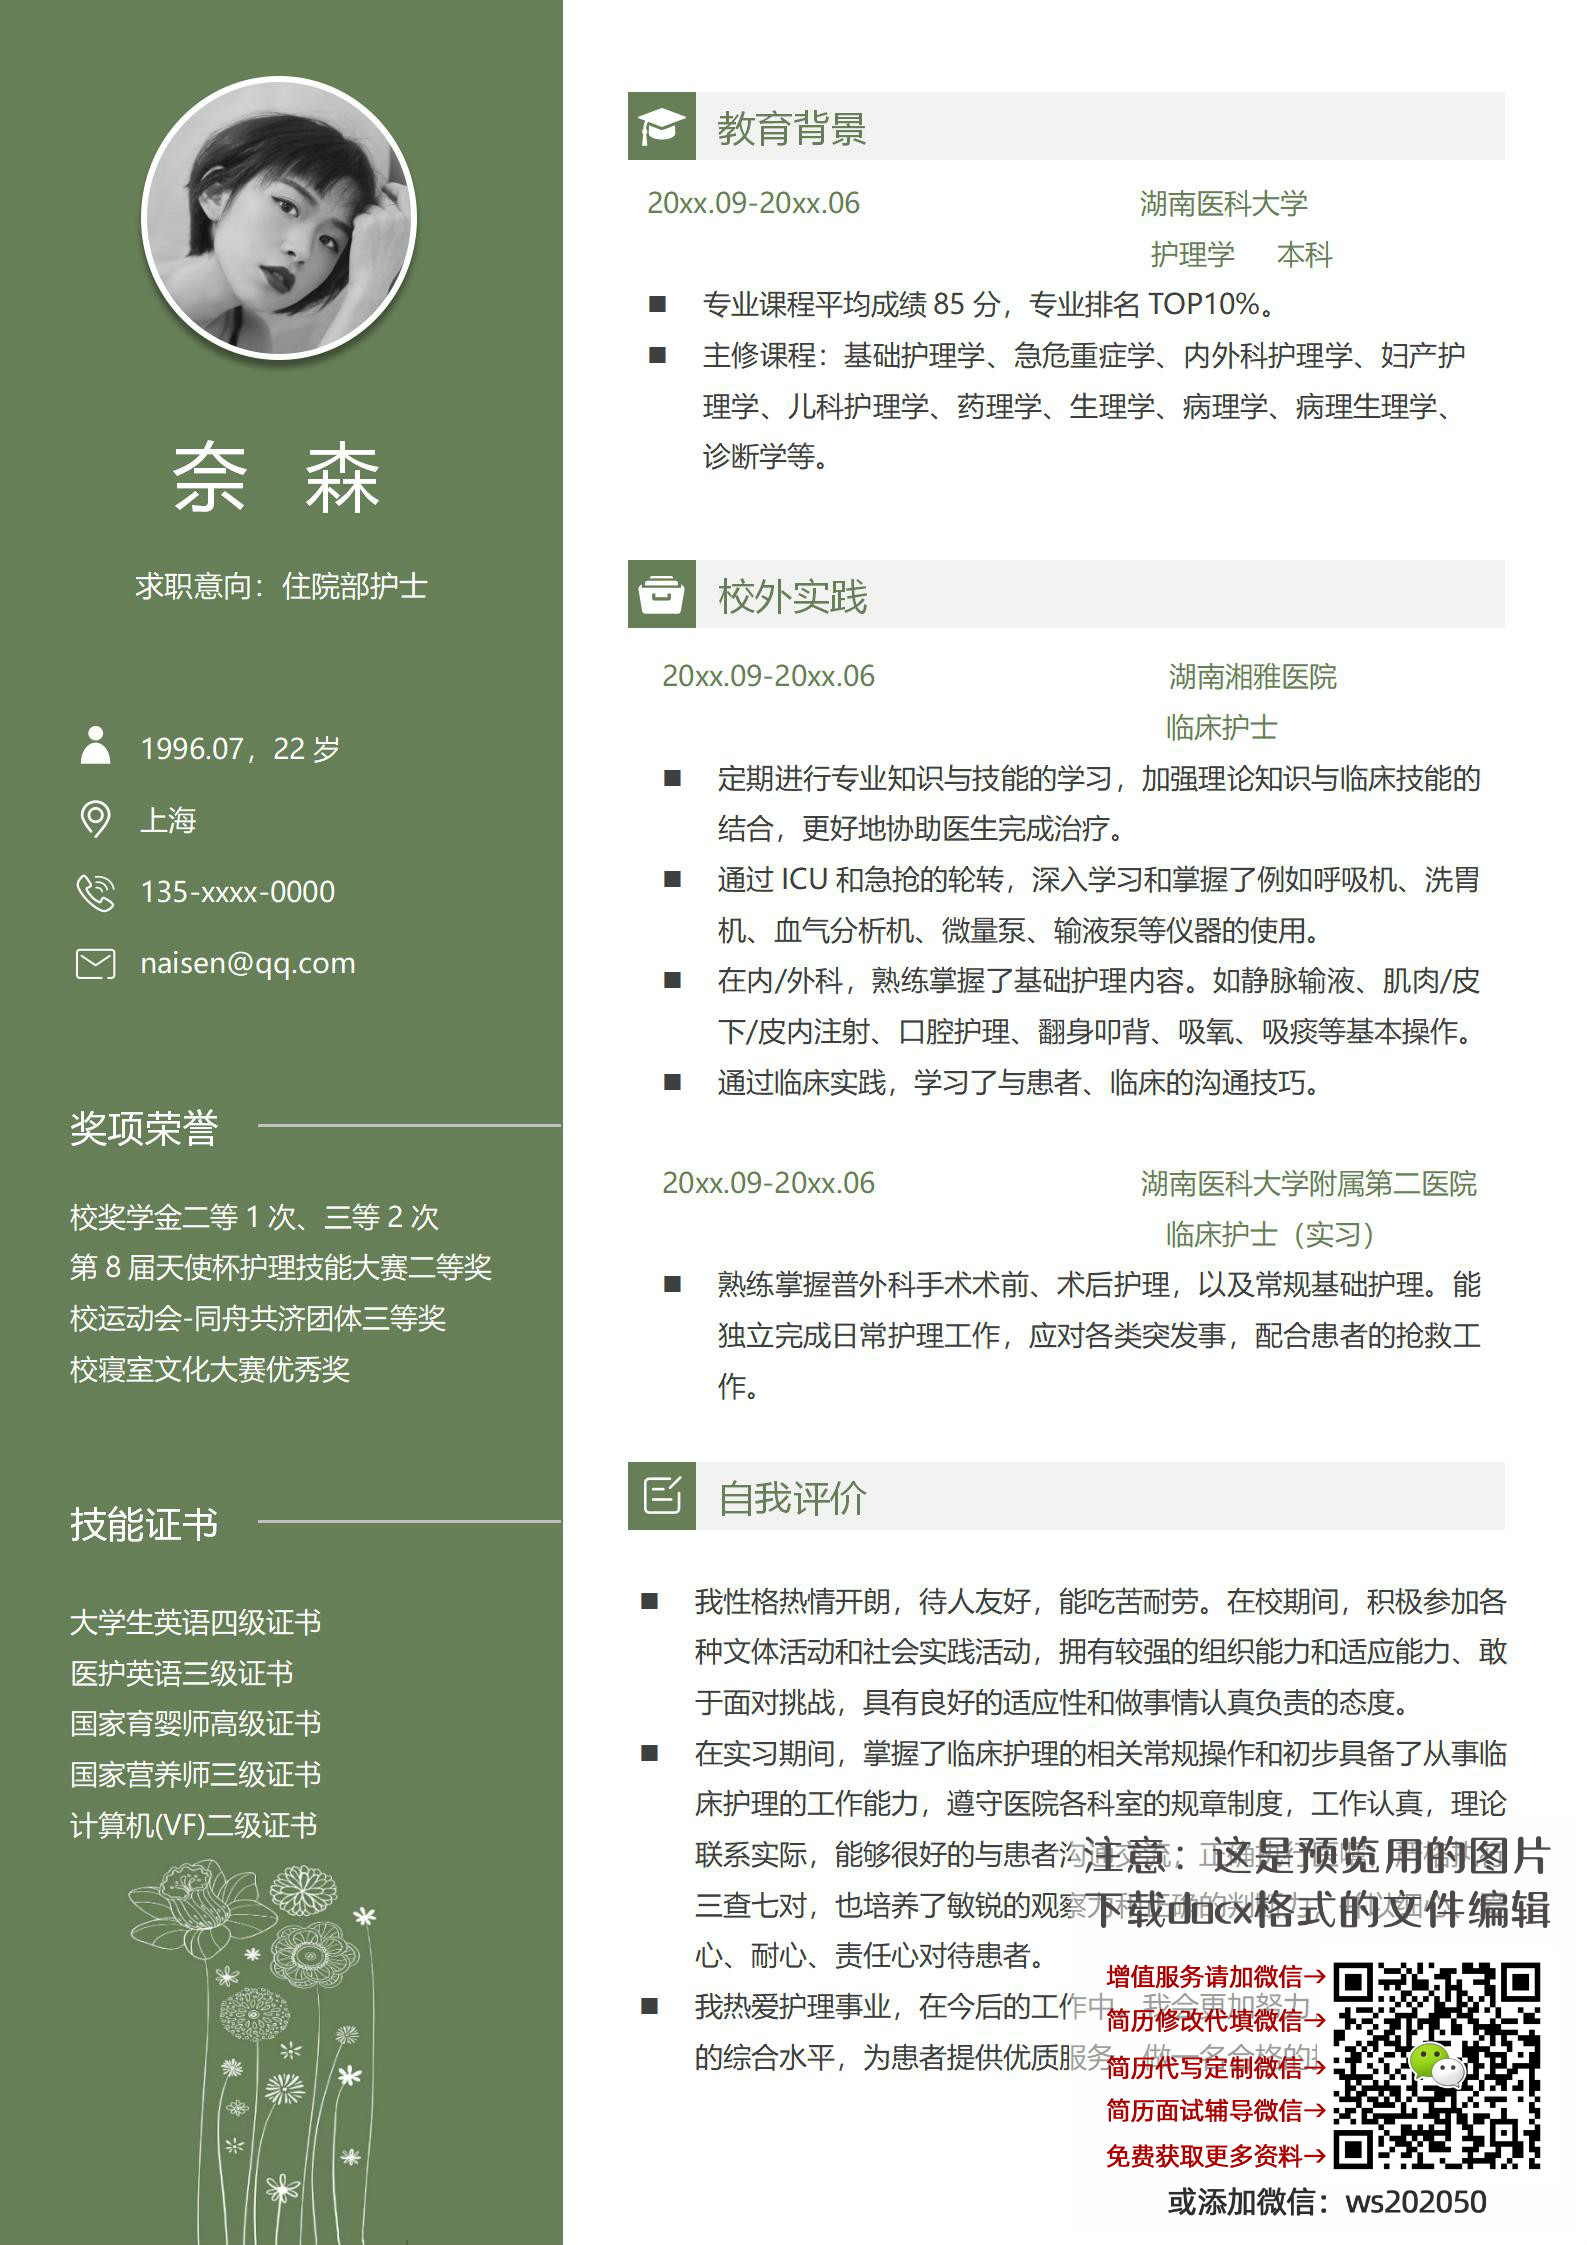 奈 森
求职意向：住院部护士
1996.07，22 岁
上海
135-xxxx-0000
naisen@qq.com
奖项荣誉
校奖学金二等 1 次、三等 2 次
第 8 届天使杯护理技能大赛二等奖
校运动会-同舟共济团体三等奖
校寝室文化大赛优秀奖
技能证书
大学生英语四级证书
医护英语三级证书
国家育婴师高级证书
国家营养师三级证书
计算机(VF)二级证书
教育背景
20xx.09-20xx.06 湖南医科大学
护理学 本科
■ 专业课程平均成绩 85 分，专业排名 TOP10%。
■ 主修课程：基础护理学、急危重症学、内外科护理学、妇产护
理学、儿科护理学、药理学、生理学、病理学、病理生理学、
诊断学等。
校外实践
20xx.09-20xx.06 湖南湘雅医院
临床护士
■ 定期进行专业知识与技能的学习，加强理论知识与临床技能的
结合，更好地协助医生完成治疗。
■ 通过 ICU 和急抢的轮转，深入学习和掌握了例如呼吸机、洗胃
机、血气分析机、微量泵、输液泵等仪器的使用。
■ 在内/外科，熟练掌握了基础护理内容。如静脉输液、肌肉/皮
下/皮内注射、口腔护理、翻身叩背、吸氧、吸痰等基本操作。
■ 通过临床实践，学习了与患者、临床的沟通技巧。
20xx.09-20xx.06 湖南医科大学附属第二医院
临床护士（实习）
■ 熟练掌握普外科手术术前、术后护理，以及常规基础护理。能
独立完成日常护理工作，应对各类突发事，配合患者的抢救工
作。
自我评价
■ 我性格热情开朗，待人友好，能吃苦耐劳。在校期间，积极参加各
种文体活动和社会实践活动，拥有较强的组织能力和适应能力、敢
于面对挑战，具有良好的适应性和做事情认真负责的态度。
■ 在实习期间，掌握了临床护理的相关常规操作和初步具备了从事临
床护理的工作能力，遵守医院各科室的规章制度，工作认真，理论
联系实际，能够很好的与患者沟通交流，正确执行
三查七对，也培养了敏锐的观察力和正确的判断力
心、耐心、责任心对待患者。
■ 我热爱护理事业，在今后的工作中，我会更加努力
的综合水平，为患者提供优质服务，做一名合格的
注意：这是预览用的图片
下载docx格式的文件编辑
增值服务请加微信→
简历修改代填微信→
简历代写定制微信→
简历面试辅导微信→
免费获取更多资料→
或添加微信：ws202050